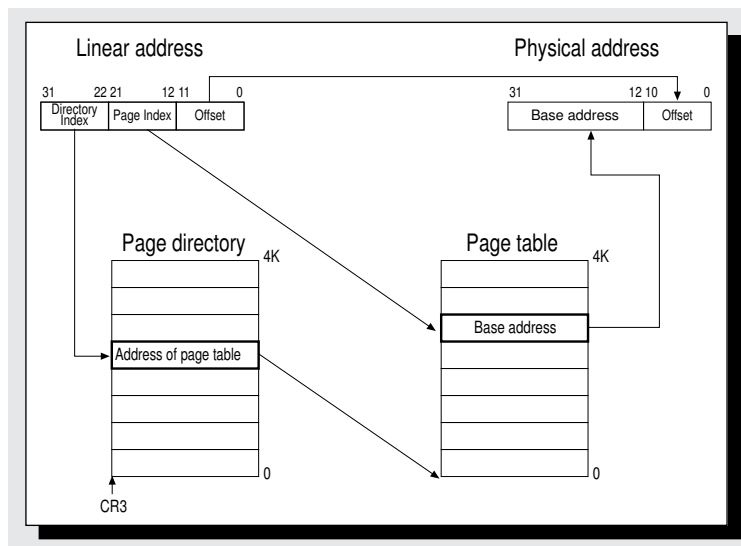 Linear address
Physical address
31 22 21 12 11 0
Directory Index
Page Index
Offset
31 12 10 0
Base address
Offset
Page directory
4K
Address of page table
0
CR3
Page table
4K
Base address
0